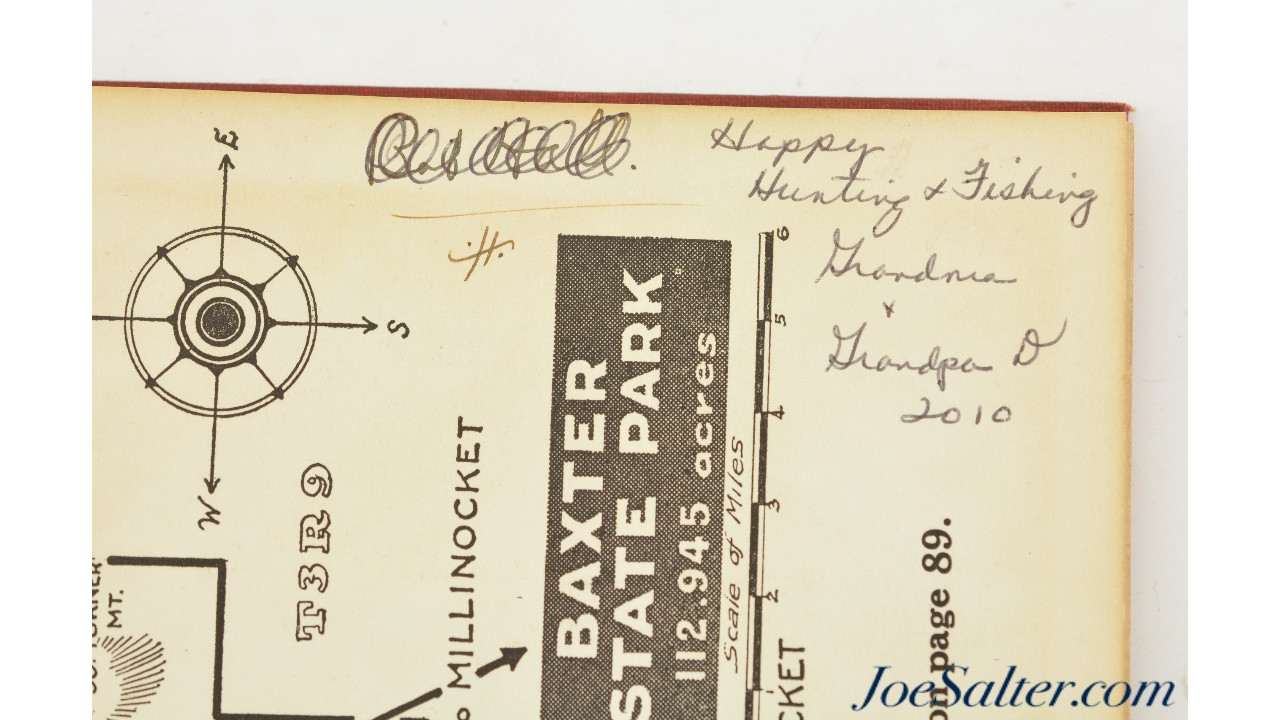 Happy
Hunting & Fishing
Grandma
&
Grandpa D
2010
.H.
E
S
W
T3R9
MILLINOCKET
BAXTER
STATE PARK
112.945 acres
Scale of Miles
6
5
4
3
2
MT.
CKET
on page 89.
JoeSalter.com